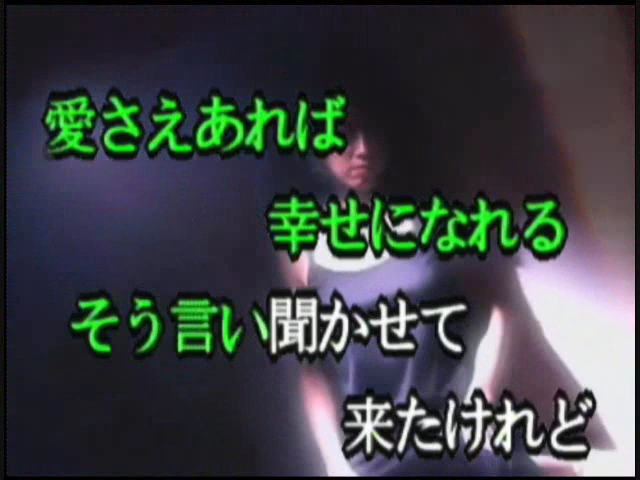 愛さえあれば
幸せになれる
そう言い聞かせて
来たけれど